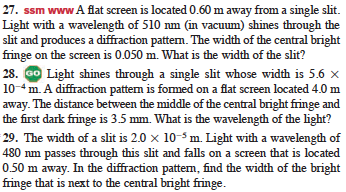 27. ssm www A flat screen is located 0.60 m away from a single slit.
Light with a wavelength of 510 nm (in vacuum) shines through the
slit and produces a diffraction pattern. The width of the central bright
fringe on the screen is 0.050 m. What is the width of the slit?
28. GO Light shines through a single slit whose width is 5.6 ×
10⁻⁴ m. A diffraction pattern is formed on a flat screen located 4.0 m
away. The distance between the middle of the central bright fringe and
the first dark fringe is 3.5 mm. What is the wavelength of the light?
29. The width of a slit is 2.0 × 10⁻⁵ m. Light with a wavelength of
480 nm passes through this slit and falls on a screen that is located
0.50 m away. In the diffraction pattern, find the width of the bright
fringe that is next to the central bright fringe.